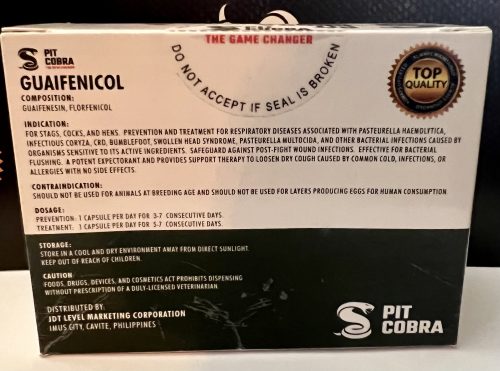 THE GAME CHANGER
DO NOT ACCEPT IF SEAL IS BROKEN
PIT
COBRA
TOP
QUALITY
GUAIFENICOL
COMPOSITION:
GUAIFENESIN, FLORFENICOL
INDICATION:
FOR STAGS, COCKS, AND HENS. PREVENTION AND TREATMENT FOR RESPIRATORY DISEASES ASSOCIATED WITH PASTEURELLA HAEMOLYTICA,
INFECTIOUS CORYZA, CRD, BUMBLEFOOT, SWOLLEN HEAD SYNDROME, PASTEURELLA MULTOCIDA, AND OTHER BACTERIAL INFECTIONS CAUSED BY
ORGANISMS SENSITIVE TO ITS ACTIVE INGREDIENTS. SAFEGUARD AGAINST POST-FIGHT WOUND INFECTIONS. EFFECTIVE FOR BACTERIAL
FLUSHING. A POTENT EXPECTORANT AND PROVIDES SUPPORT THERAPY TO LOOSEN DRY COUGH CAUSED BY COMMON COLD, INFECTIONS, OR
ALLERGIES WITH NO SIDE EFFECTS.
CONTRAINDICATION:
SHOULD NOT BE USED FOR ANIMALS AT BREEDING AGE AND SHOULD NOT BE USED FOR LAYERS PRODUCING EGGS FOR HUMAN CONSUMPTION
DOSAGE:
PREVENTION: 1 CAPSULE PER DAY FOR 3-7 CONSECUTIVE DAYS.
TREATMENT: 1 CAPSULE PER DAY FOR 5-7 CONSECUTIVE DAYS.
STORAGE:
STORE IN A COOL AND DRY ENVIRONMENT AWAY FROM DIRECT SUNLIGHT.
KEEP OUT OF REACH OF CHILDREN.
CAUTION
FOODS, DRUGS, DEVICES, AND COSMETICS ACT PROHIBITS DISPENSING
WITHOUT PRESCRIPTION OF A DULY-LICENSED VETERINARIAN.
DISTRIBUTED BY:
JDT LEVEL MARKETING CORPORATION
IMUS CITY, CAVITE, PHILIPPINES
PIT
COBRA